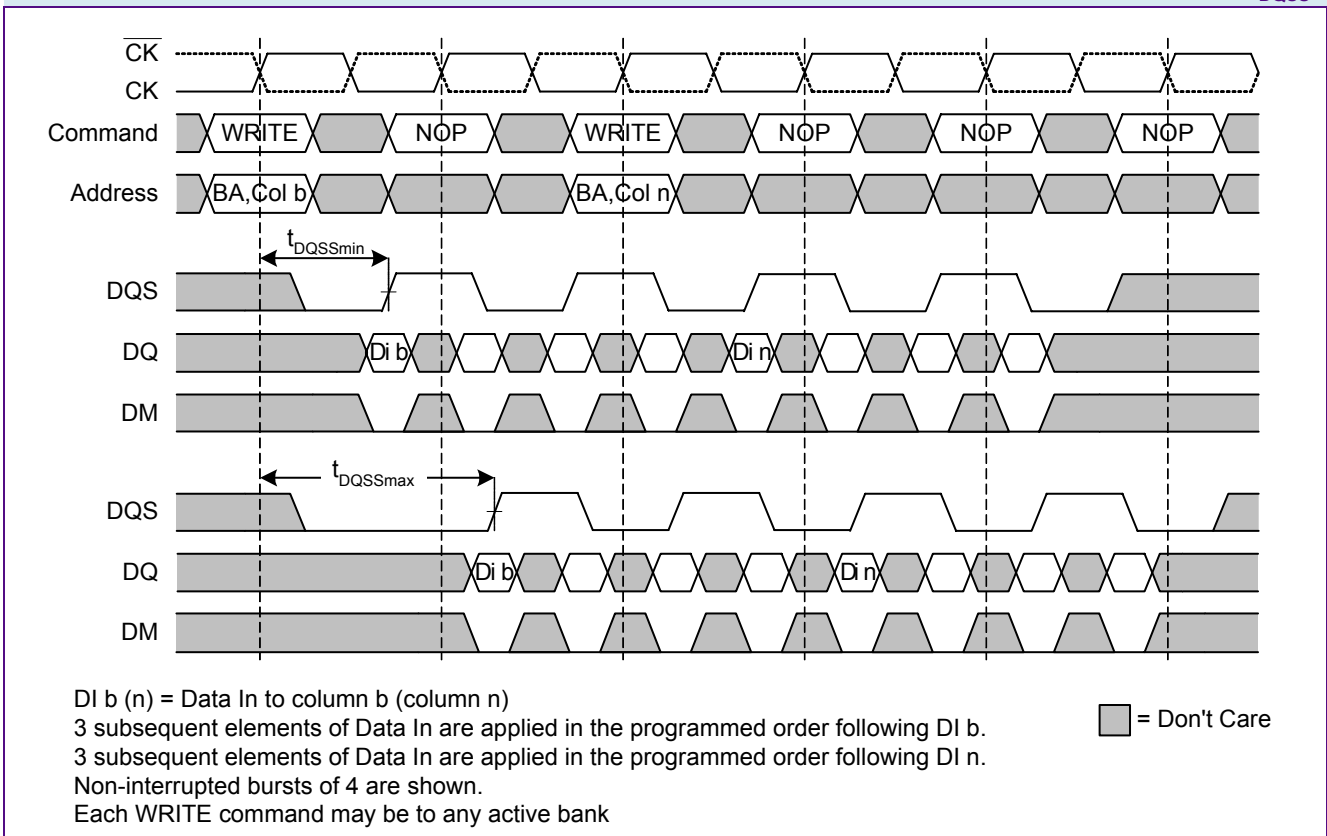 DQSS
CK
CK
Command WRITE NOP WRITE NOP NOP NOP
Address BA,Col b BA,Col n
tDQSSmin
DQS
DQ Di b Di n
DM
tDQSSmax
DQS
DQ Di b Di n
DM
DI b (n) = Data In to column b (column n)
3 subsequent elements of Data In are applied in the programmed order following DI b.
3 subsequent elements of Data In are applied in the programmed order following DI n.
Non-interrupted bursts of 4 are shown.
Each WRITE command may be to any active bank
= Don't Care